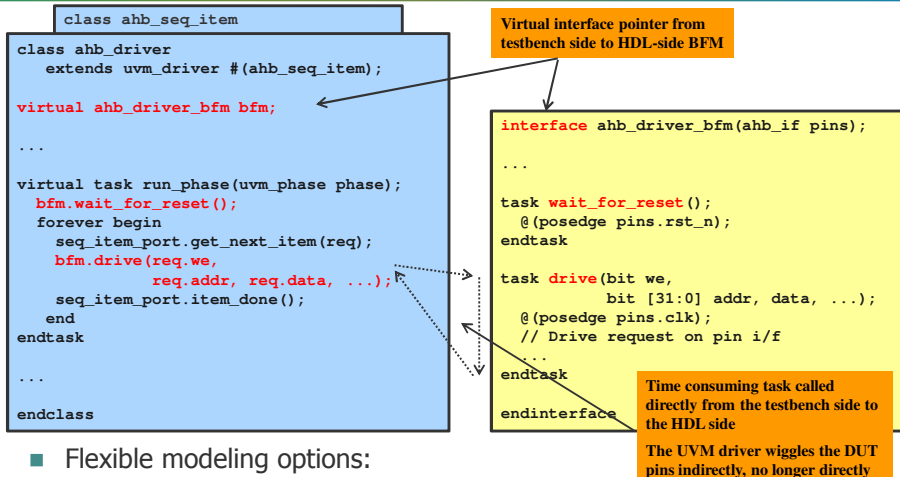 class ahb_seq_item
class ahb_driver
extends uvm_driver #(ahb_seq_item);
virtual ahb_driver_bfm bfm;
...
virtual task run_phase(uvm_phase phase);
bfm.wait_for_reset();
forever begin
seq_item_port.get_next_item(req);
bfm.drive(req.we,
req.addr, req.data, ...);
seq_item_port.item_done();
end
endtask
...
endclass
Virtual interface pointer from
testbench side to HDL-side BFM
interface ahb_driver_bfm(ahb_if pins);
...
task wait_for_reset();
@(posedge pins.rst_n);
endtask
task drive(bit we,
bit [31:0] addr, data, ...);
@(posedge pins.clk);
// Drive request on pin i/f
...
endtask
endinterface
Time consuming task called
directly from the testbench side to
the HDL side
The UVM driver wiggles the DUT
pins indirectly, no longer directly
■ Flexible modeling options: